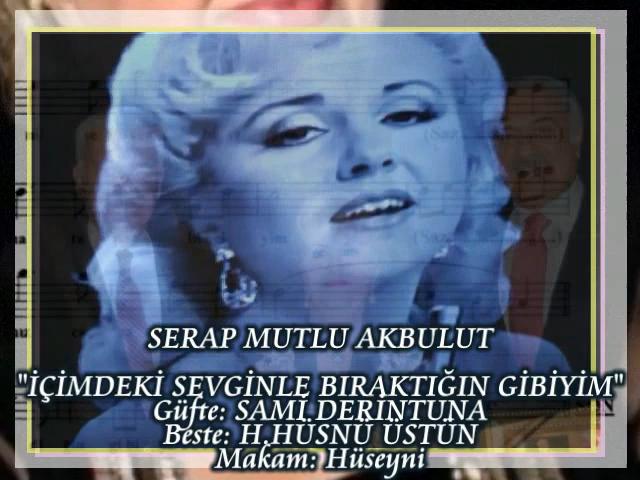 SERAP MUTLU AKBULUT
"İÇİMDEKİ SEVGİNLE BIRAKTIĞIN GİBİYİM"
Güfte: SAMİ DERİNTUNA
Beste: H.HÜSNÜ ÜSTÜN
Makam: Hüseyni